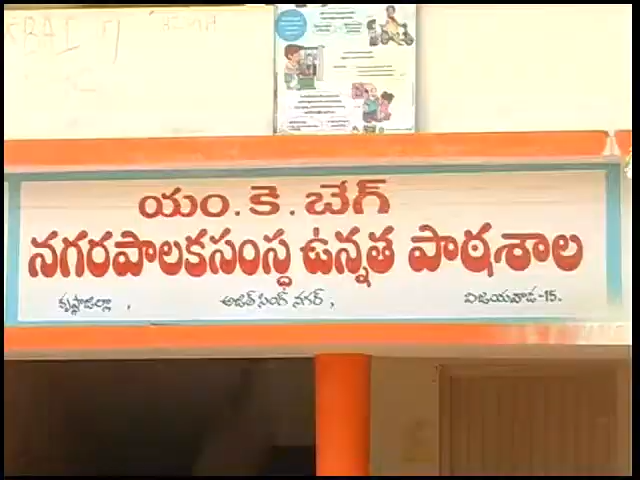 యం. కె. బేగ్
నగరపాలకసంస్థ ఉన్నత పాఠశాల
కృష్ణాజిల్లా, అజిత్ సింగ్ నగర్, విజయవాడ-15.